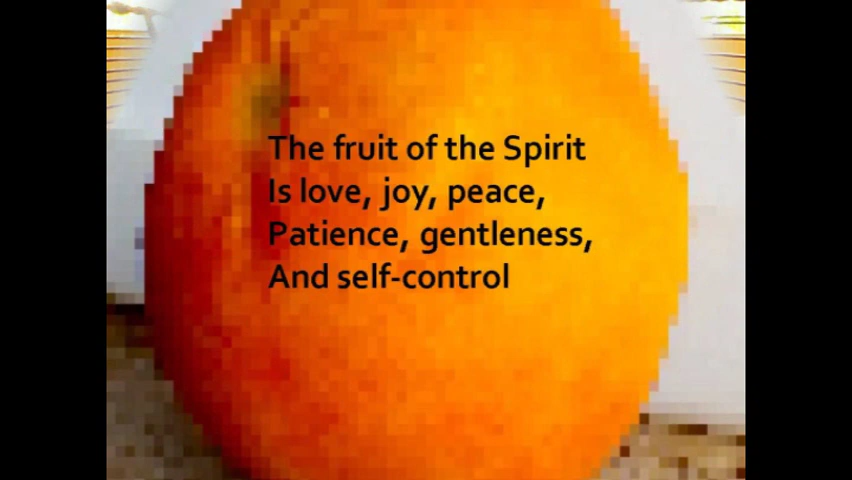 The fruit of the Spirit
Is love, joy, peace,
Patience, gentleness,
And self-control